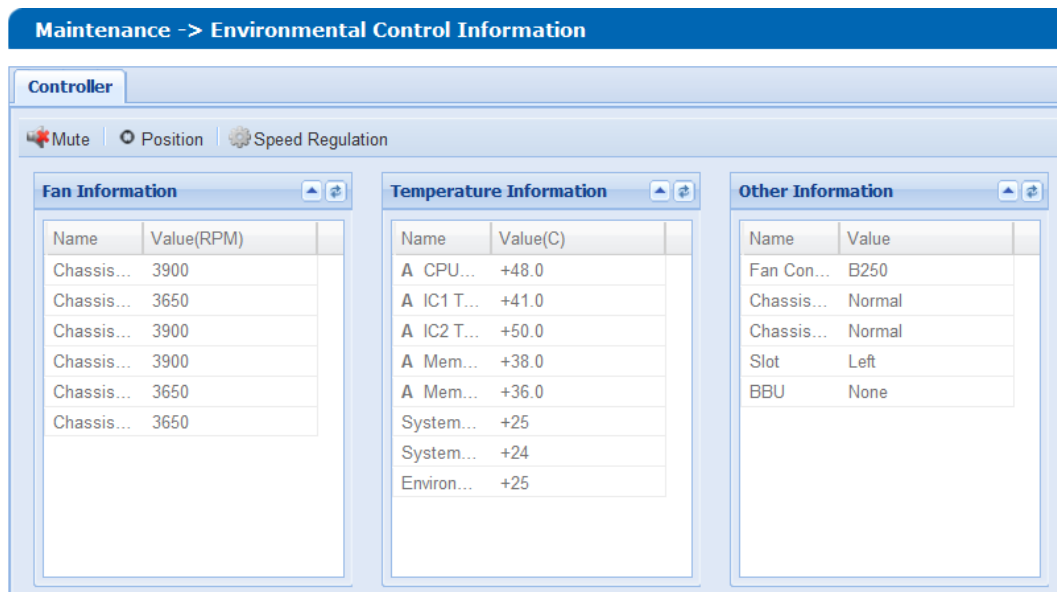 Maintenance -> Environmental Control Information
Controller
Mute Position Speed Regulation
Fan Information
Name Value(RPM)
Chassis... 3900
Chassis... 3650
Chassis... 3900
Chassis... 3900
Chassis... 3650
Chassis... 3650
Temperature Information
Name Value(C)
A CPU... +48.0
A IC1 T... +41.0
A IC2 T... +50.0
A Mem... +38.0
A Mem... +36.0
System... +25
System... +24
Environ... +25
Other Information
Name Value
Fan Con... B250
Chassis... Normal
Chassis... Normal
Slot Left
BBU None